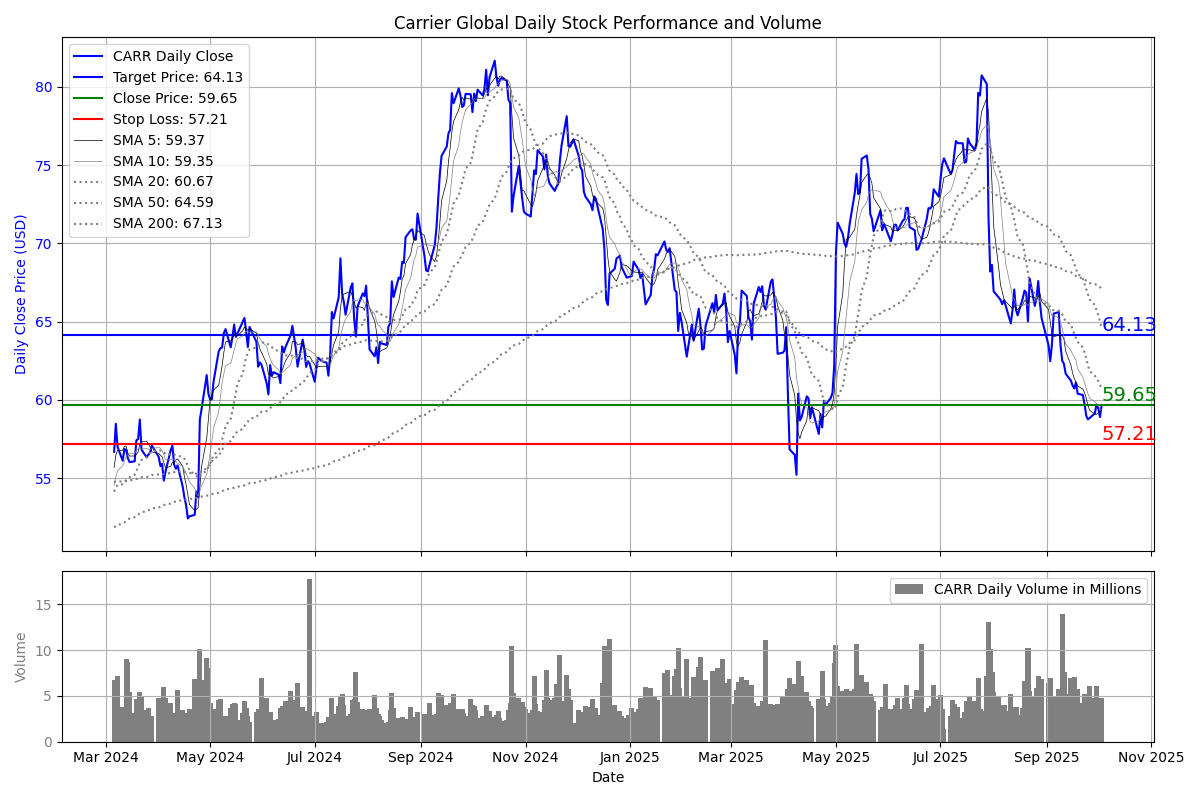 Carrier Global Daily Stock Performance and Volume
Daily Close Price (USD)
80
75
70
65
60
55
CARR Daily Close
Target Price: 64.13
Close Price: 59.65
Stop Loss: 57.21
SMA 5: 59.37
SMA 10: 59.35
SMA 20: 60.67
SMA 50: 64.59
SMA 200: 67.13
64.13
59.65
57.21
Volume
15
10
5
0
CARR Daily Volume in Millions
Mar 2024 May 2024 Jul 2024 Sep 2024 Nov 2024 Jan 2025 Mar 2025 May 2025 Jul 2025 Sep 2025 Nov 2025
Date